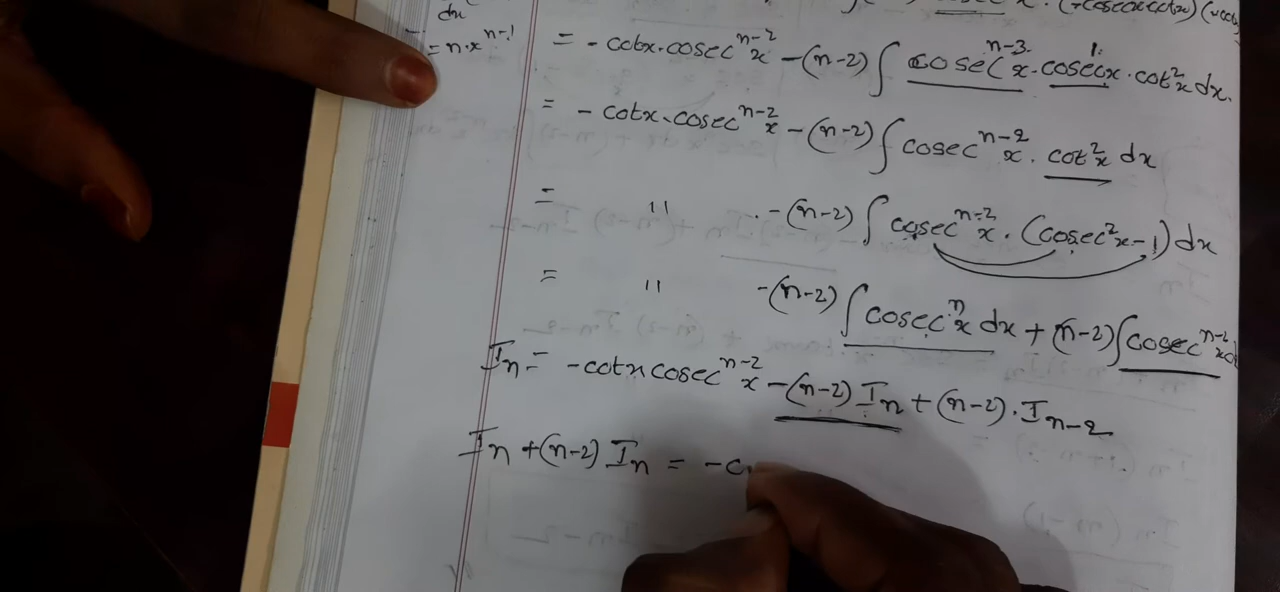 dx
= n·x^(n-1)
= -cotx·cosec^(n-2)x -(n-2)∫ cosec^(n-3)x·cosecx·cot²x dx.
= -cotx·cosec^(n-2)x -(n-2)∫ cosec^(n-2)x·cot²x dx
= " -(n-2)∫ cosec^(n-2)x·(cosec²x-1)dx
= " -(n-2)∫cosec^n x dx + (n-2)∫cosec^(n-2)x
In = -cotx cosec^(n-2)x -(n-2) In + (n-2)· In-2
In +(n-2) In = -c